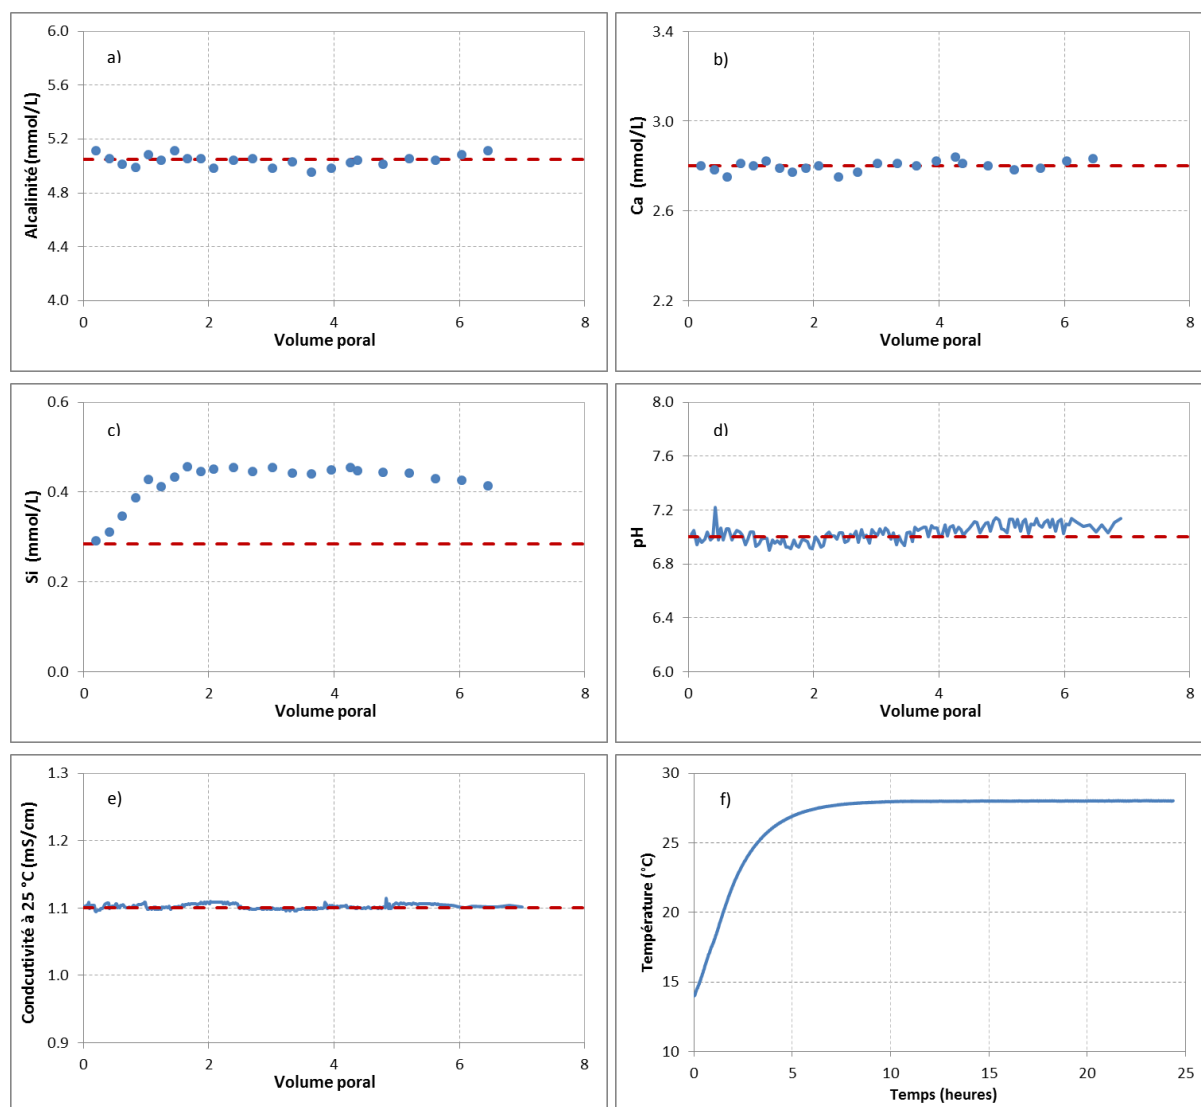 a)
6.0
5.6
5.2
4.8
4.4
4.0
Alcalinité (mmol/L)
0 2 4 6 8
Volume poral
b)
3.4
3.0
2.6
2.2
Ca (mmol/L)
0 2 4 6 8
Volume poral
c)
0.6
0.4
0.2
0.0
Si (mmol/L)
0 2 4 6 8
Volume poral
d)
8.0
7.6
7.2
6.8
6.4
6.0
pH
0 2 4 6 8
Volume poral
e)
1.3
1.2
1.1
1.0
0.9
Condcutivité à 25 °C (mS/cm)
0 2 4 6 8
Volume poral
f)
30
25
20
15
10
Température (°C)
0 5 10 15 20 25
Temps (heures)